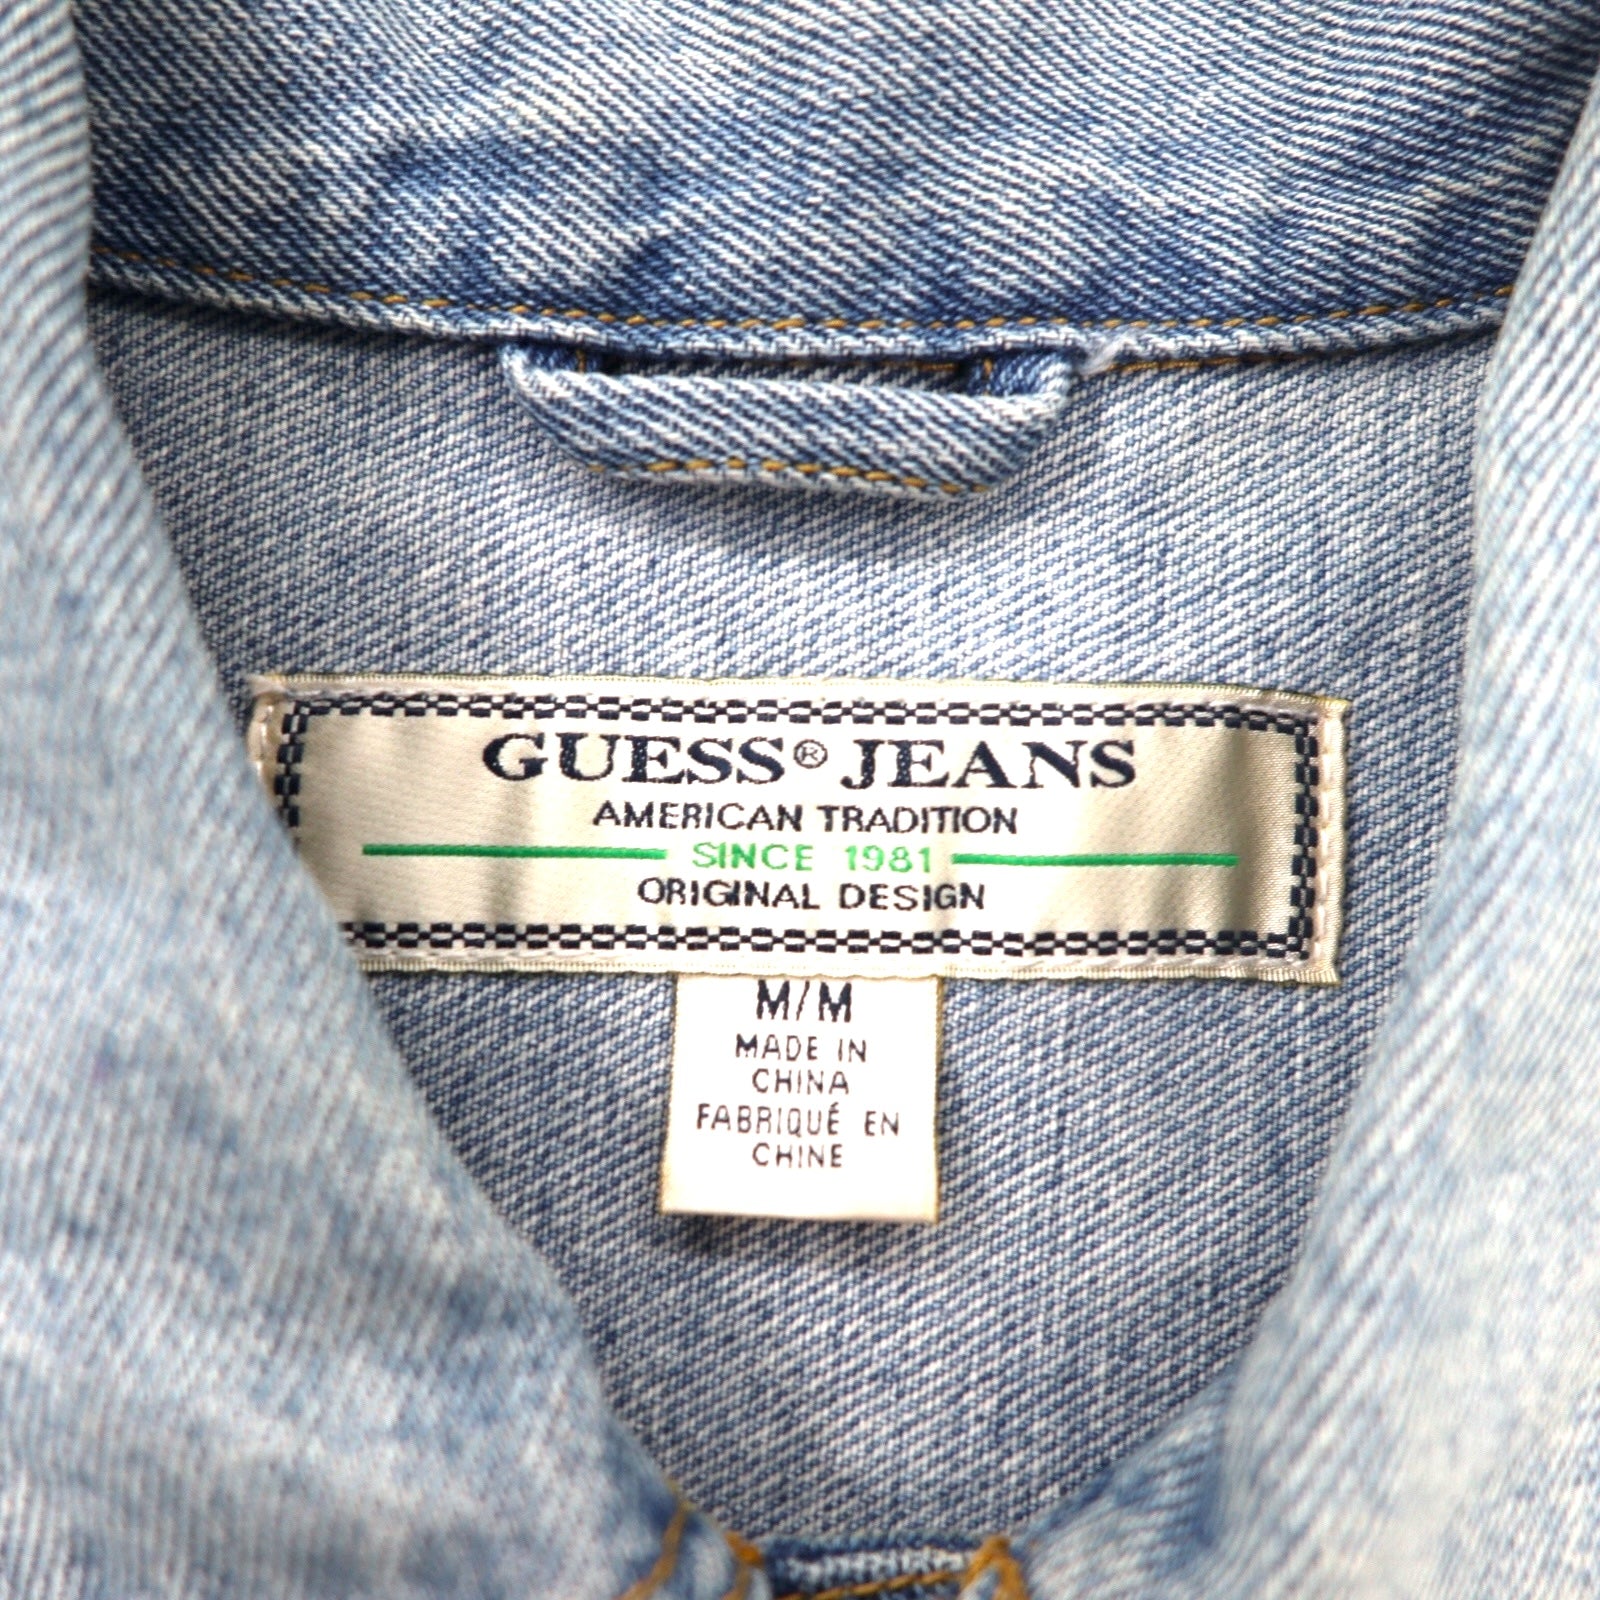 GUESS® JEANS
AMERICAN TRADITION
SINCE 1981
ORIGINAL DESIGN
M/M
MADE IN
CHINA
FABRIQUÉ EN
CHINE